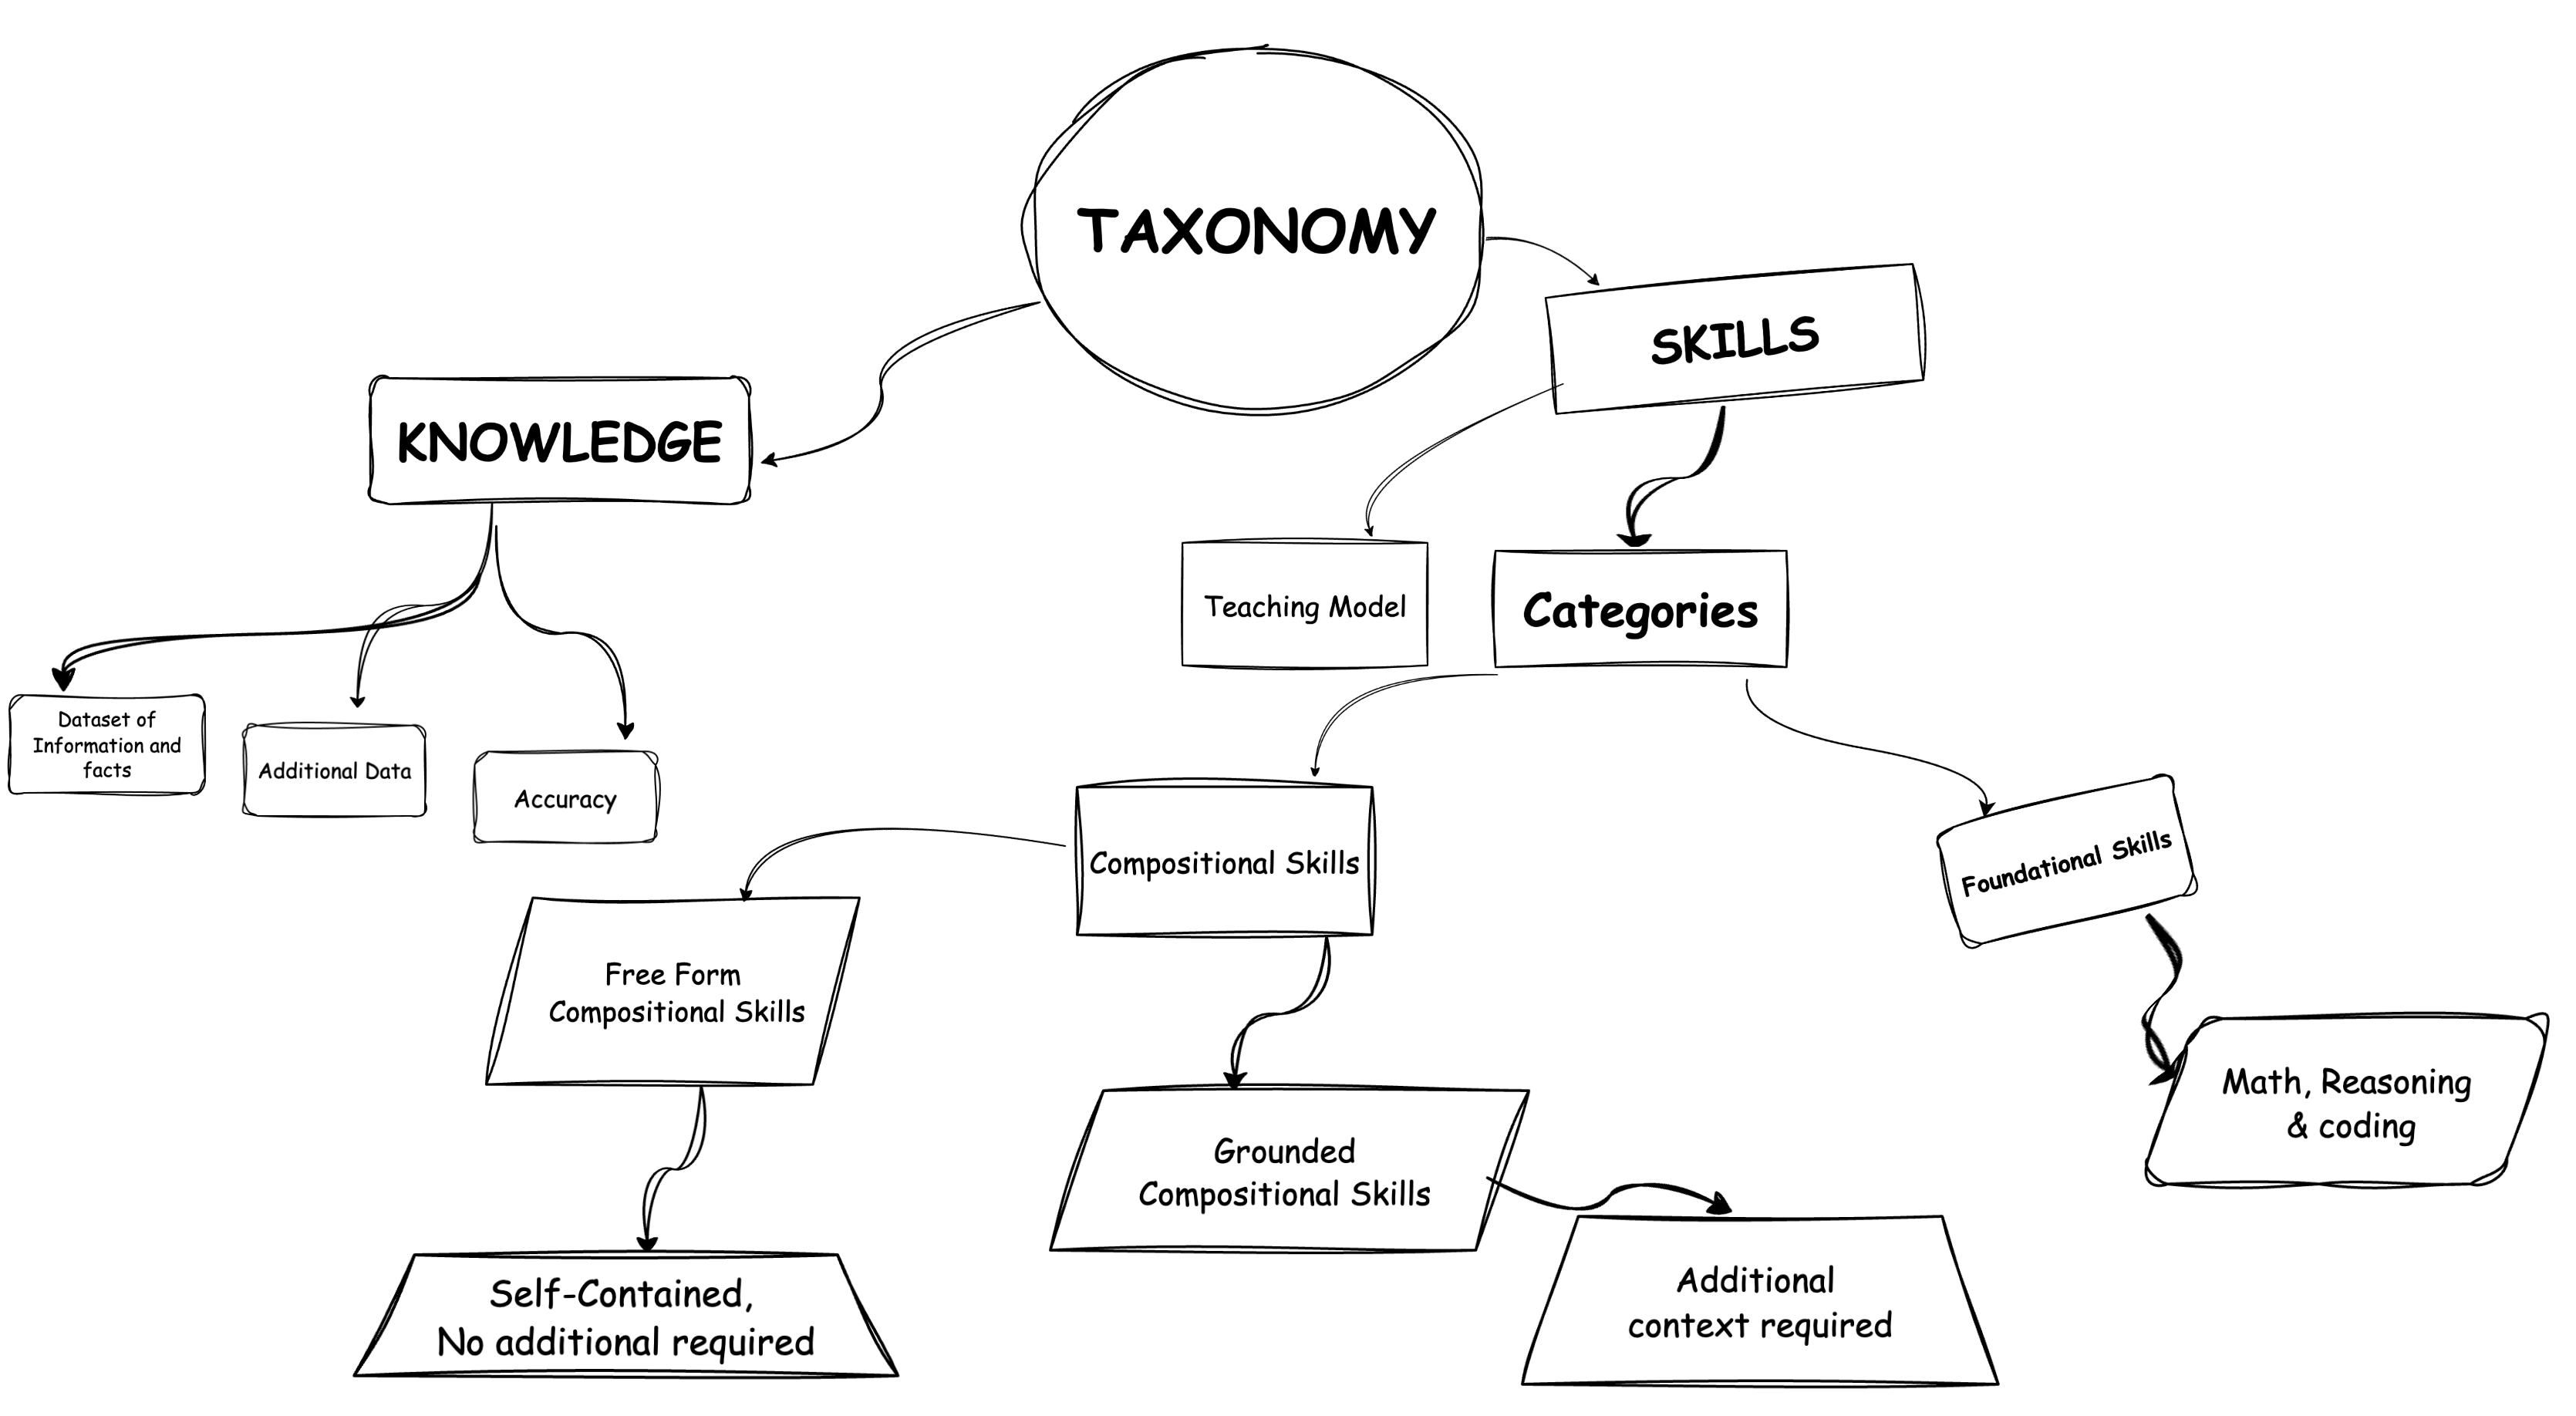 TAXONOMY
SKILLS
KNOWLEDGE
Teaching Model
Categories
Dataset of
Information and
facts
Additional Data
Accuracy
Compositional Skills
Foundational Skills
Free Form
Compositional Skills
Math, Reasoning
& coding
Grounded
Compositional Skills
Self-Contained,
No additional required
Additional
context required